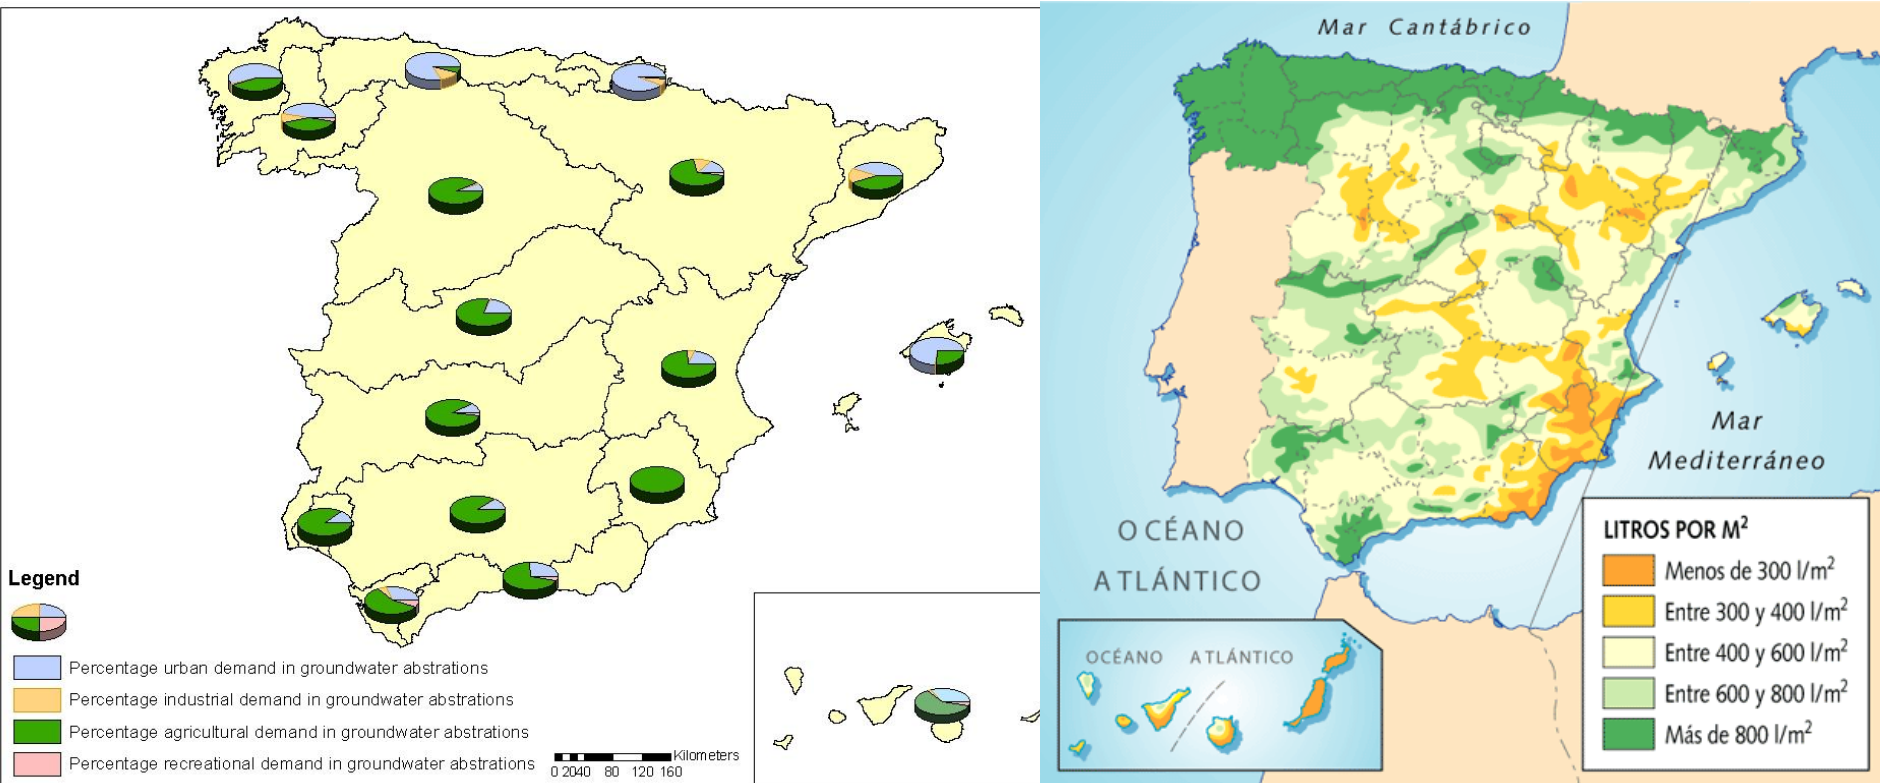 Legend
Percentage urban demand in groundwater abstrations
Percentage industrial demand in groundwater abstrations
Percentage agricultural demand in groundwater abstrations
Percentage recreational demand in groundwater abstrations
Kilometers
0 2040 80 120 160
Mar Cantábrico
Mar
Mediterráneo
OCÉANO
ATLÁNTICO
LITROS POR M²
Menos de 300 l/m²
Entre 300 y 400 l/m²
Entre 400 y 600 l/m²
Entre 600 y 800 l/m²
Más de 800 l/m²
OCÉANO ATLÁNTICO